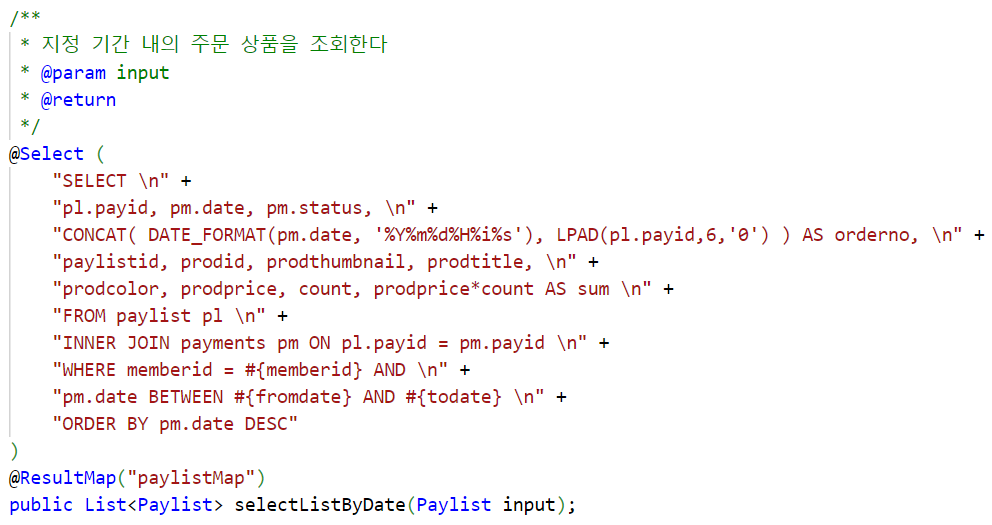 /**
 * 지정 기간 내의 주문 상품을 조회한다
 * @param input
 * @return
 */
@Select (
    "SELECT \n" +
    "pl.payid, pm.date, pm.status, \n" +
    "CONCAT( DATE_FORMAT(pm.date, '%Y%m%d%H%i%s'), LPAD(pl.payid,6,'0') ) AS orderno, \n" +
    "paylistid, prodid, prodthumbnail, prodtitle, \n" +
    "prodcolor, prodprice, count, prodprice*count AS sum \n" +
    "FROM paylist pl \n" +
    "INNER JOIN payments pm ON pl.payid = pm.payid \n" +
    "WHERE memberid = #{memberid} AND \n" +
    "pm.date BETWEEN #{fromdate} AND #{todate} \n" +
    "ORDER BY pm.date DESC"
)
@ResultMap("paylistMap")
public List<Paylist> selectListByDate(Paylist input);